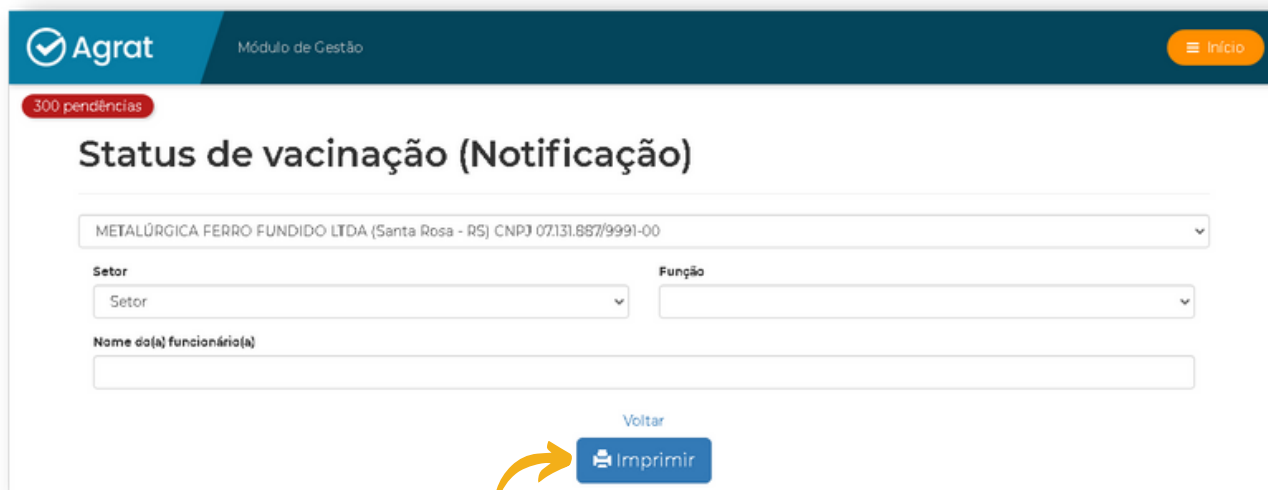 Agrat
Módulo de Gestão
Início
300 pendências
Status de vacinação (Notificação)
METALÚRGICA FERRO FUNDIDO LTDA (Santa Rosa - RS) CNPJ 07.131.887/9991-00
Setor
Função
Setor
Nome do(a) funcionário(a)
Voltar
Imprimir